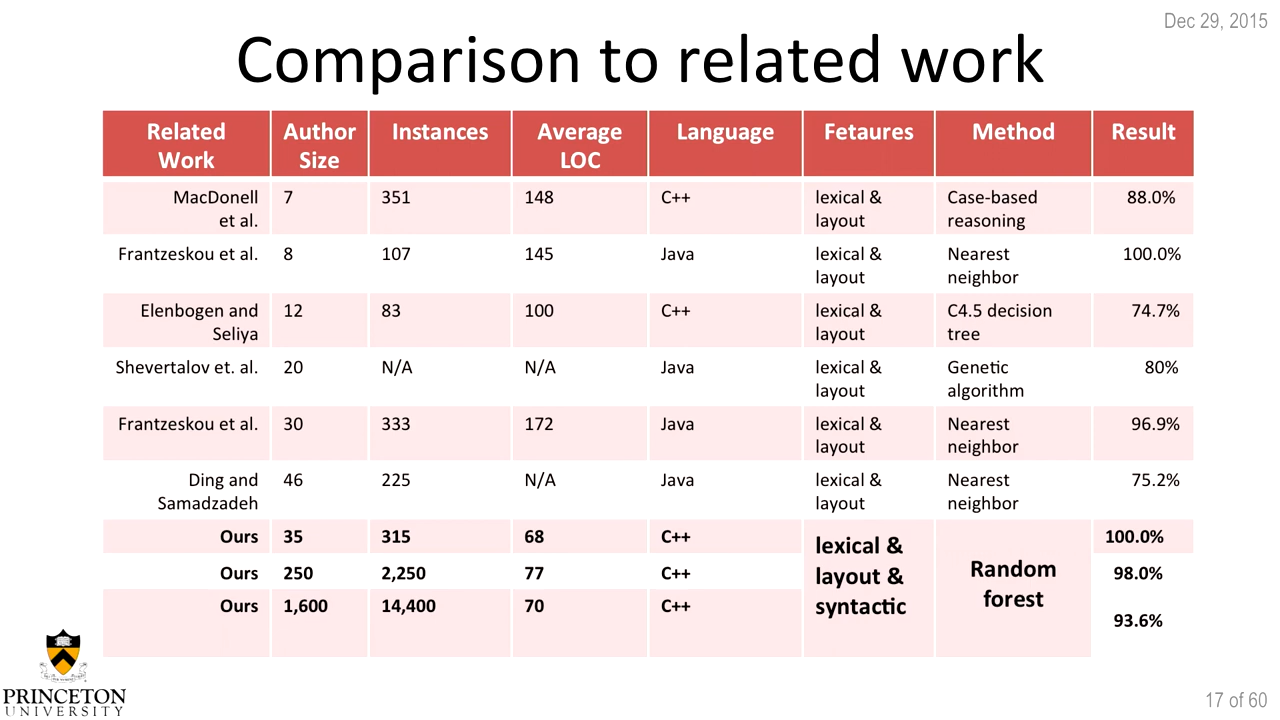 Dec 29, 2015
Comparison to related work
Related Work | Author Size | Instances | Average LOC | Language | Fetaures | Method | Result
MacDonell et al. | 7 | 351 | 148 | C++ | lexical & layout | Case-based reasoning | 88.0%
Frantzeskou et al. | 8 | 107 | 145 | Java | lexical & layout | Nearest neighbor | 100.0%
Elenbogen and Seliya | 12 | 83 | 100 | C++ | lexical & layout | C4.5 decision tree | 74.7%
Shevertalov et. al. | 20 | N/A | N/A | Java | lexical & layout | Genetic algorithm | 80%
Frantzeskou et al. | 30 | 333 | 172 | Java | lexical & layout | Nearest neighbor | 96.9%
Ding and Samadzadeh | 46 | 225 | N/A | Java | lexical & layout | Nearest neighbor | 75.2%
Ours | 35 | 315 | 68 | C++ | lexical & layout & syntactic | Random forest | 100.0%
Ours | 250 | 2,250 | 77 | C++ | 98.0%
Ours | 1,600 | 14,400 | 70 | C++ | 93.6%
PRINCETON
UNIVERSITY
17 of 60